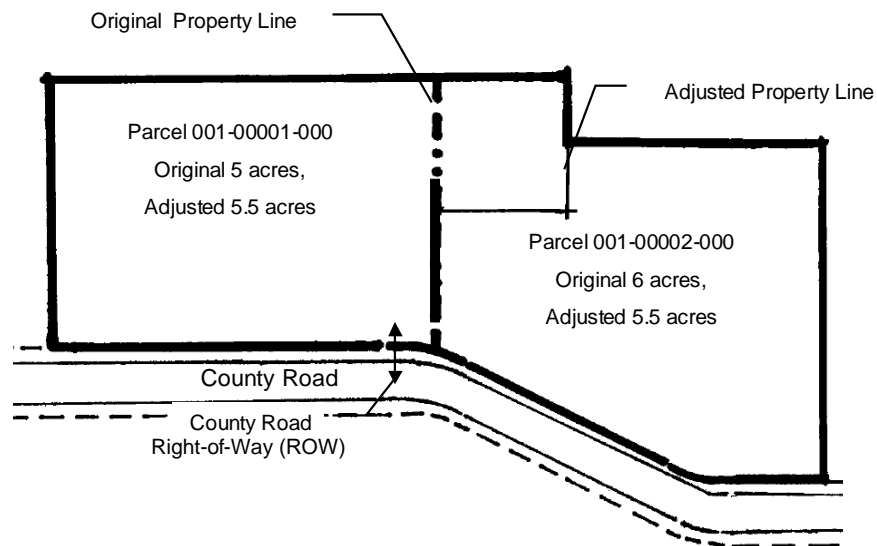 Original Property Line
Adjusted Property Line
Parcel 001-00001-000
Original 5 acres,
Adjusted 5.5 acres
Parcel 001-00002-000
Original 6 acres,
Adjusted 5.5 acres
County Road
County Road
Right-of-Way (ROW)